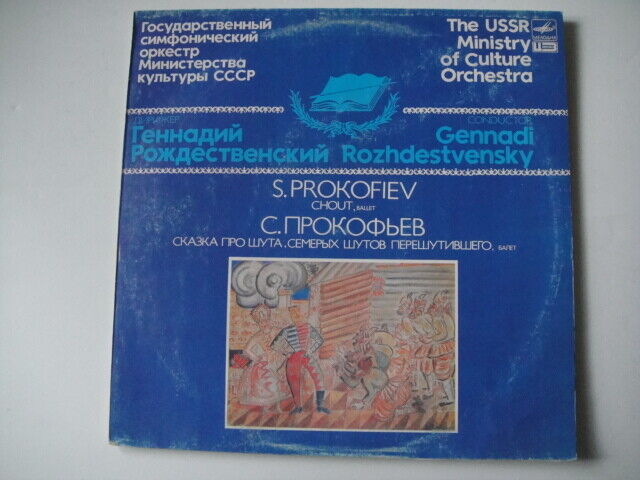 Государственный
симфонический
оркестр
Министерства
культуры СССР
The USSR
Ministry
of Culture
Orchestra
МЕЛОДИЯ
ДИРИЖЕР
Геннадий
Рождественский
CONDUCTOR
Gennadi
Rozhdestvensky
S. PROKOFIEV
CHOUT, BALLET
С. ПРОКОФЬЕВ
СКАЗКА ПРО ШУТА, СЕМЕРЫХ ШУТОВ ПЕРЕШУТИВШЕГО, БАЛЕТ